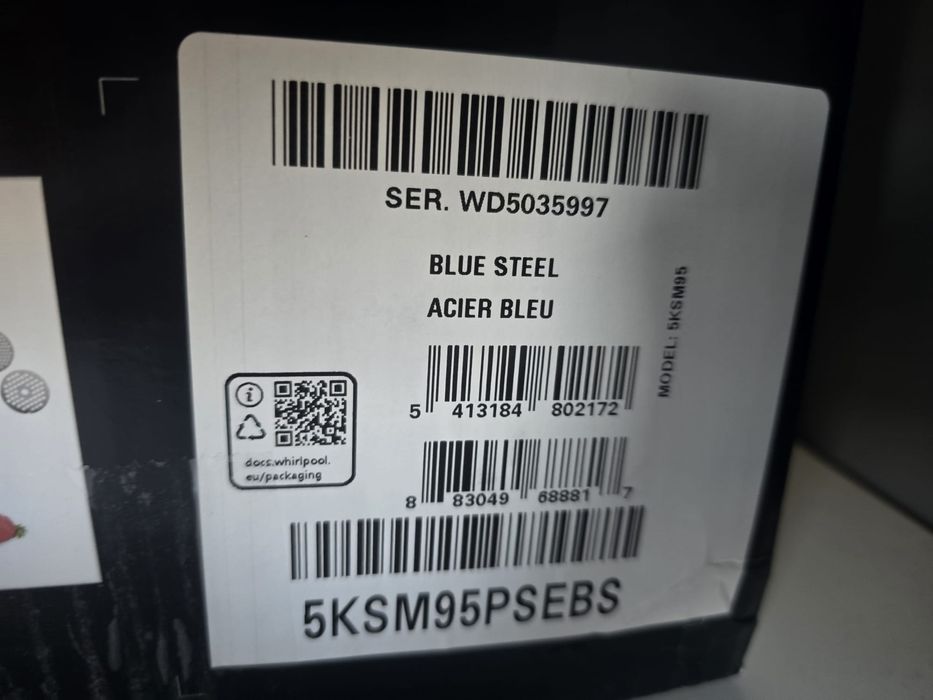 SER. WD5035997
BLUE STEEL
ACIER BLEU
MODEL: 5KSM95
5 413184 802172
docs.whirlpool.
eu/packaging
8 83049 68881 7
5KSM95PSEBS